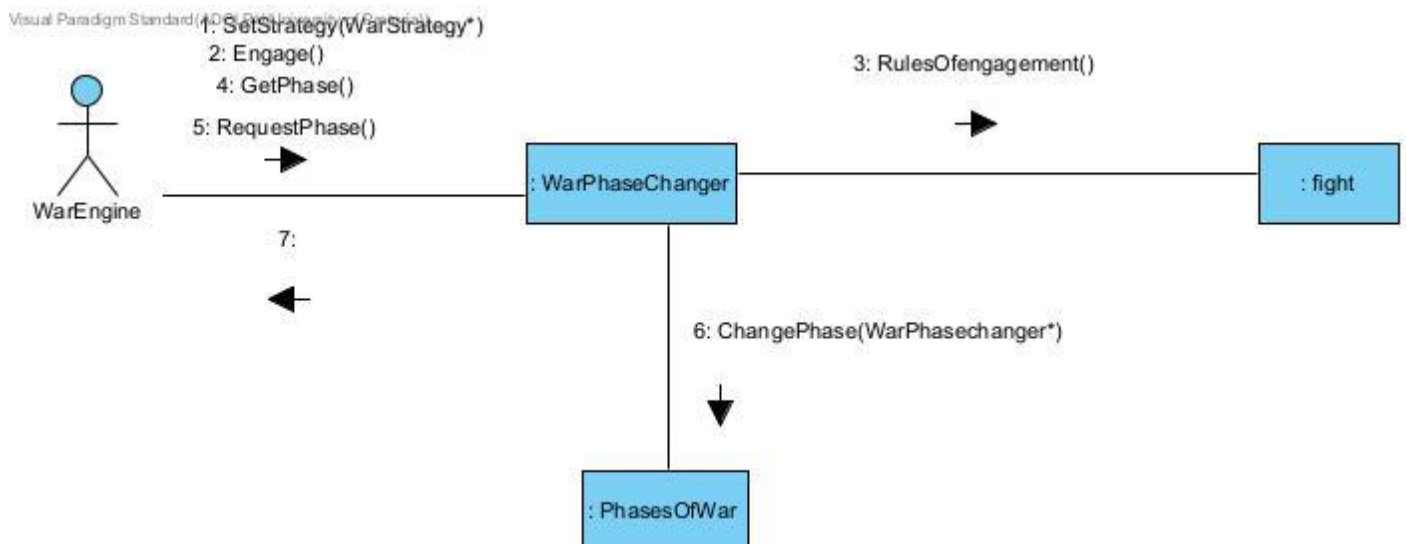 Visual Paradigm Standard(
1: SetStrategy(WarStrategy*)
2: Engage()
4: GetPhase()
5: RequestPhase()
3: RulesOfengagement()
WarEngine
: WarPhaseChanger
: fight
7:
6: ChangePhase(WarPhasechanger*)
: PhasesOfWar